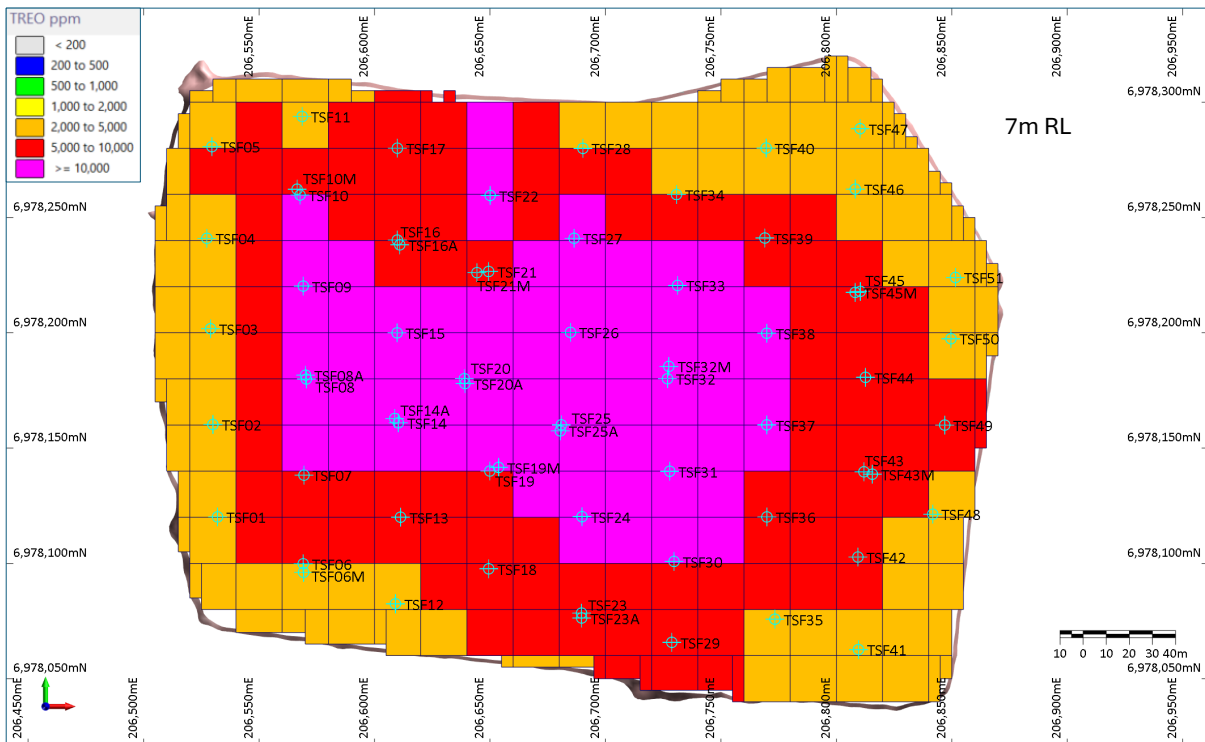 TREO ppm
< 200
200 to 500
500 to 1,000
1,000 to 2,000
2,000 to 5,000
5,000 to 10,000
>= 10,000
206,550mE
206,600mE
206,650mE
206,700mE
206,750mE
206,800mE
206,850mE
206,900mE
206,950mE
7m RL
6,978,300mN
6,978,250mN
6,978,250mN
6,978,200mN
6,978,200mN
6,978,150mN
6,978,150mN
6,978,100mN
6,978,100mN
6,978,050mN
6,978,050mN
TSF11
TSF47
TSF05
TSF17
TSF28
TSF40
TSF10M
TSF10
TSF22
TSF34
TSF46
TSF04
TSF16
TSF16A
TSF27
TSF39
TSF21
TSF21M
TSF09
TSF33
TSF45
TSF45M
TSF51
TSF03
TSF15
TSF26
TSF38
TSF50
TSF08A
TSF08
TSF20
TSF20A
TSF32M
TSF32
TSF44
TSF02
TSF14A
TSF14
TSF25
TSF25A
TSF37
TSF49
TSF07
TSF19M
TSF19
TSF31
TSF43
TSF43M
TSF01
TSF13
TSF24
TSF36
TSF48
TSF06
TSF06M
TSF18
TSF30
TSF42
TSF12
TSF23
TSF23A
TSF35
TSF29
TSF41
10 0 10 20 30 40m
206,450mE
206,500mE
206,550mE
206,600mE
206,650mE
206,700mE
206,750mE
206,800mE
206,850mE
206,900mE
206,950mE